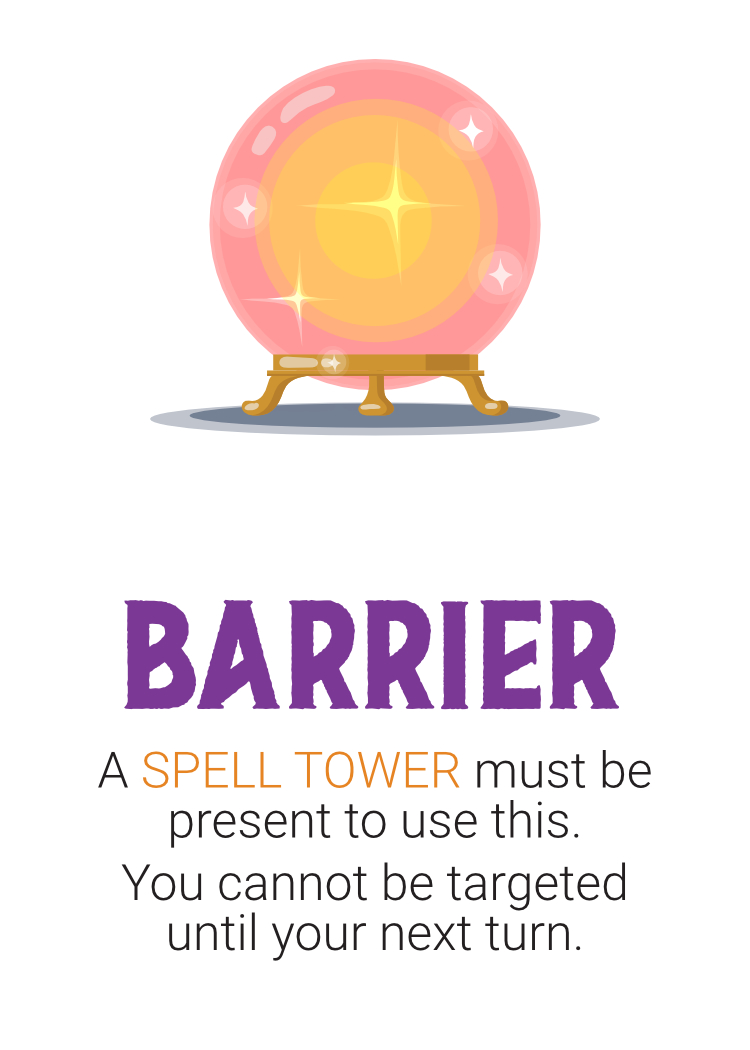 BARRIER
A SPELL TOWER must be
present to use this.
You cannot be targeted
until your next turn.